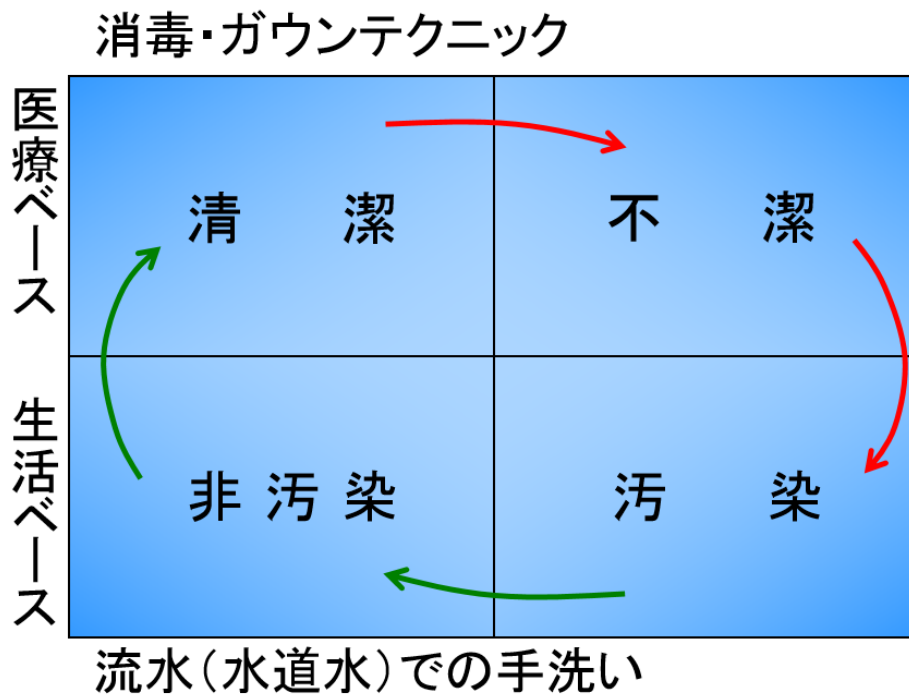 消毒・ガウンテクニック
医療ベース
清潔
不潔
生活ベース
非汚染
汚染
流水（水道水）での手洗い